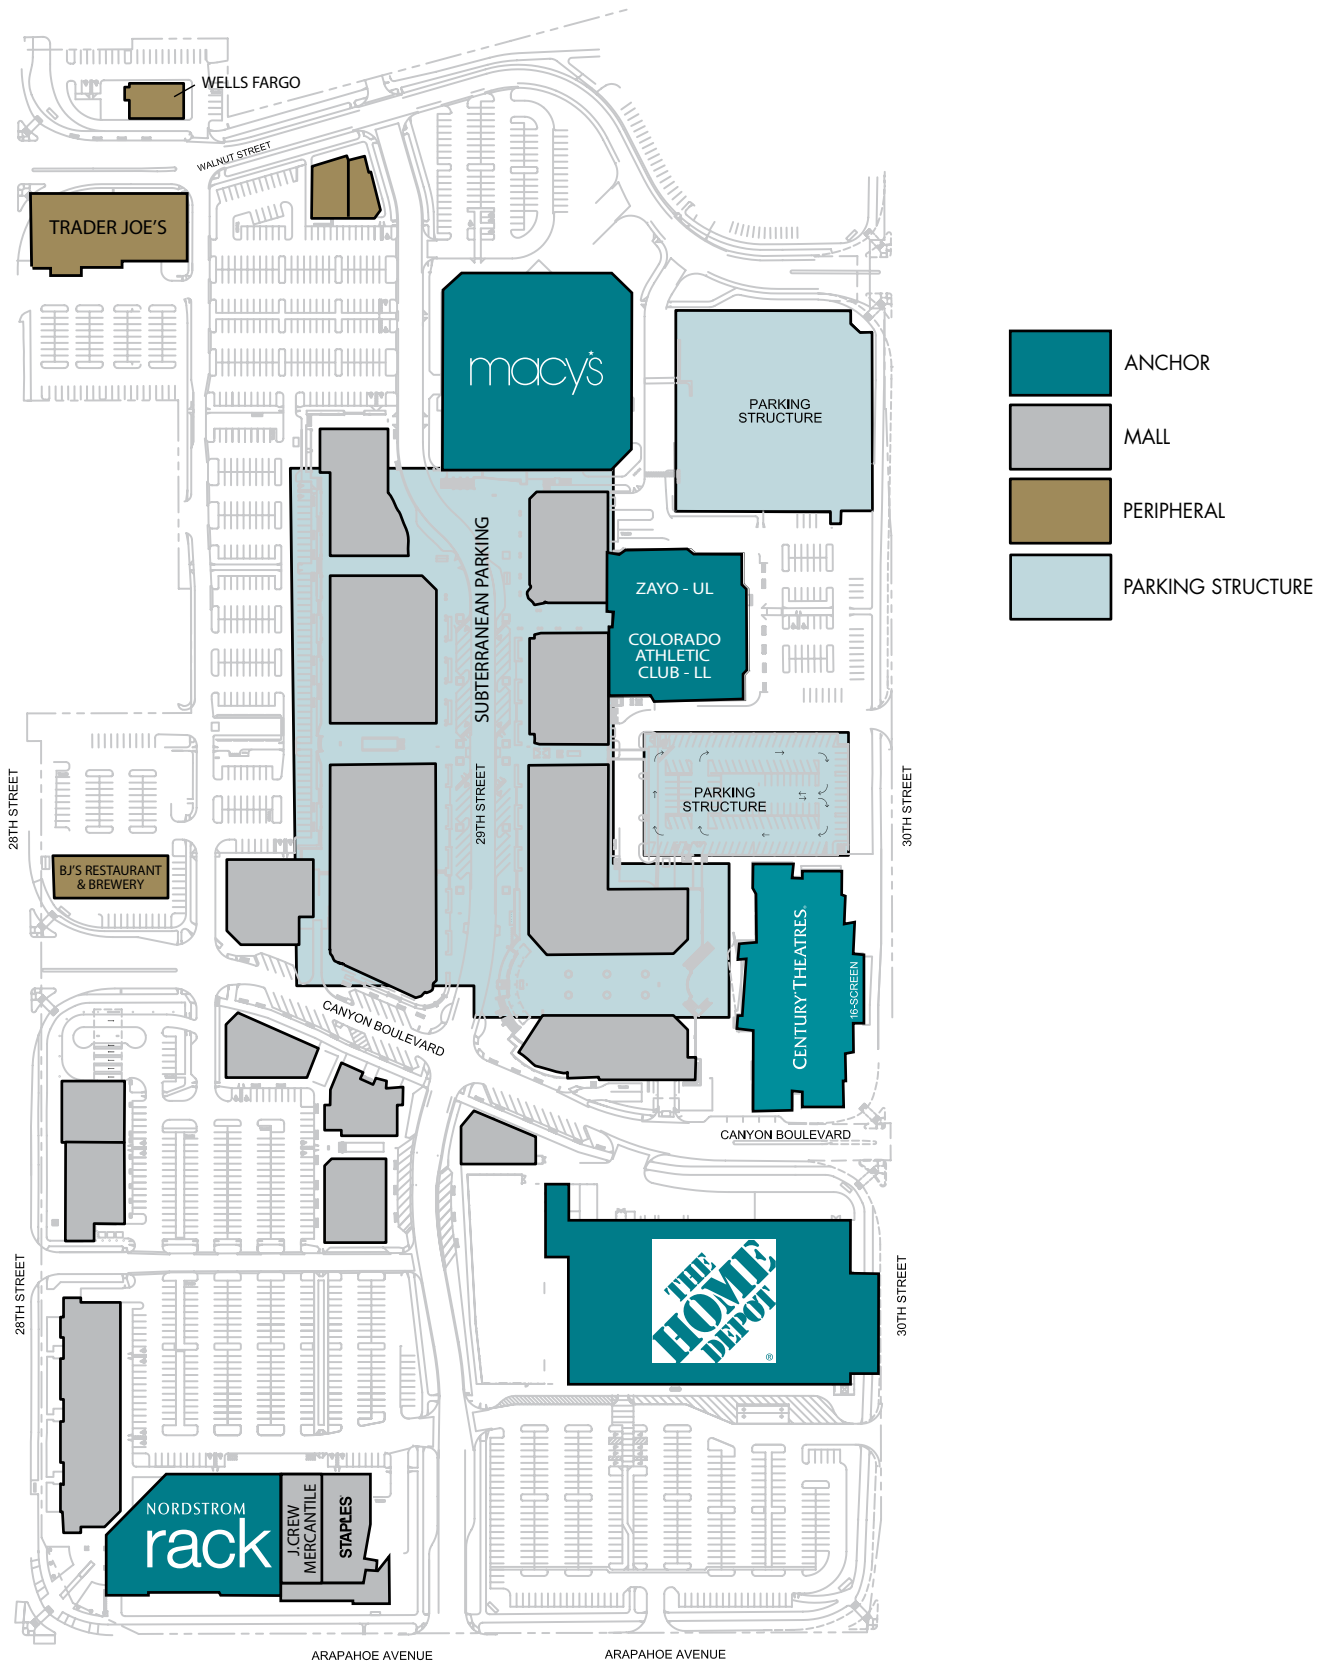 WELLS FARGO
WALNUT STREET
TRADER JOE'S
macy's
PARKING
STRUCTURE
ANCHOR
MALL
PERIPHERAL
PARKING STRUCTURE
SUBTERRANEAN PARKING
ZAYO - UL
COLORADO
ATHLETIC
CLUB - LL
28TH STREET
29TH STREET
PARKING
STRUCTURE
30TH STREET
BJ'S RESTAURANT
& BREWERY
CENTURY THEATRES®
16-SCREEN
CANYON BOULEVARD
CANYON BOULEVARD
28TH STREET
THE
HOME
DEPOT
®
30TH STREET
NORDSTROM
rack
J.CREW
MERCANTILE
STAPLES
ARAPAHOE AVENUE
ARAPAHOE AVENUE